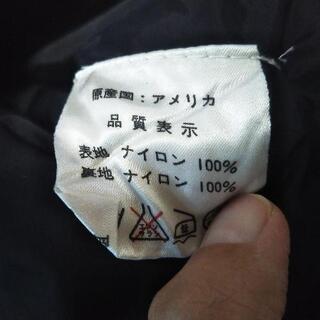 原産国：アメリカ
品質表示
表地 ナイロン 100%
裏地 ナイロン 100%